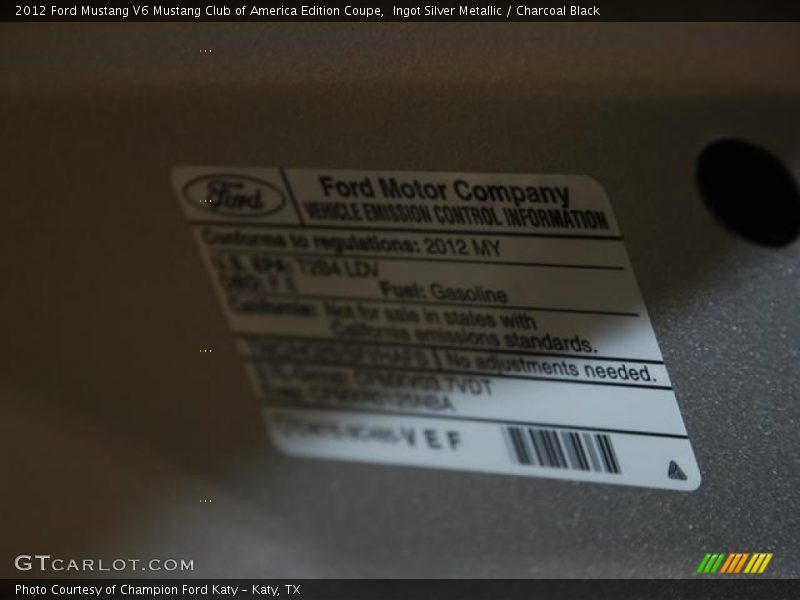 2012 Ford Mustang V6 Mustang Club of America Edition Coupe,  Ingot Silver Metallic / Charcoal Black
Ford
Ford Motor Company
VEHICLE EMISSION CONTROL INFORMATION
Conforms to regulations: 2012 MY
U.S. EPA: T2B4 LDV
Fuel: Gasoline
California: Not for sale in states with
California emissions standards.
No adjustments needed.
VEF
GTCARLOT.COM
Photo Courtesy of Champion Ford Katy – Katy, TX